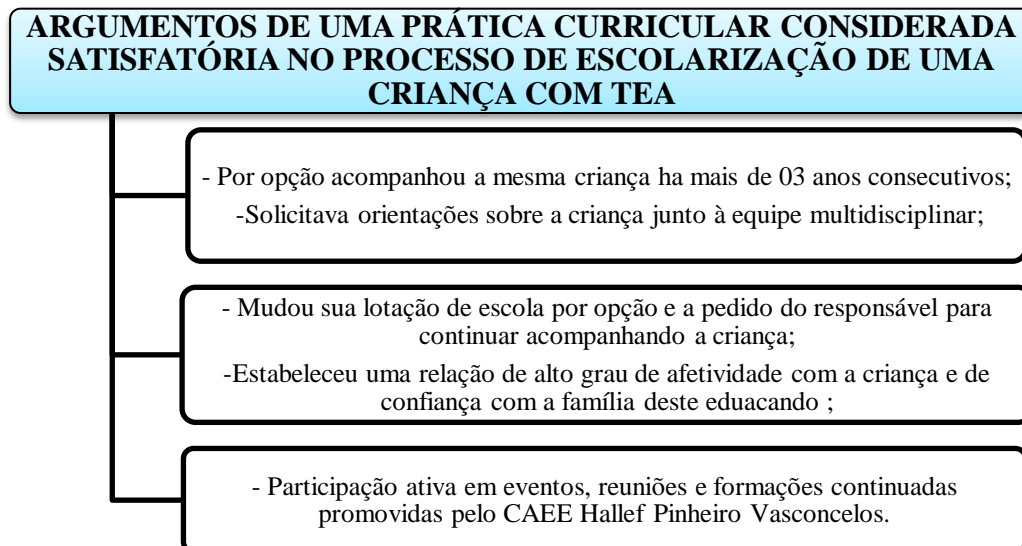 ARGUMENTOS DE UMA PRÁTICA CURRICULAR CONSIDERADA
SATISFATÓRIA NO PROCESSO DE ESCOLARIZAÇÃO DE UMA
CRIANÇA COM TEA
- Por opção acompanhou a mesma criança ha mais de 03 anos consecutivos;
-Solicitava orientações sobre a criança junto à equipe multidisciplinar;
- Mudou sua lotação de escola por opção e a pedido do responsável para
continuar acompanhando a criança;
-Estabeleceu uma relação de alto grau de afetividade com a criança e de
confiança com a família deste eduacando ;
- Participação ativa em eventos, reuniões e formações continuadas
promovidas pelo CAEE Hallef Pinheiro Vasconcelos.